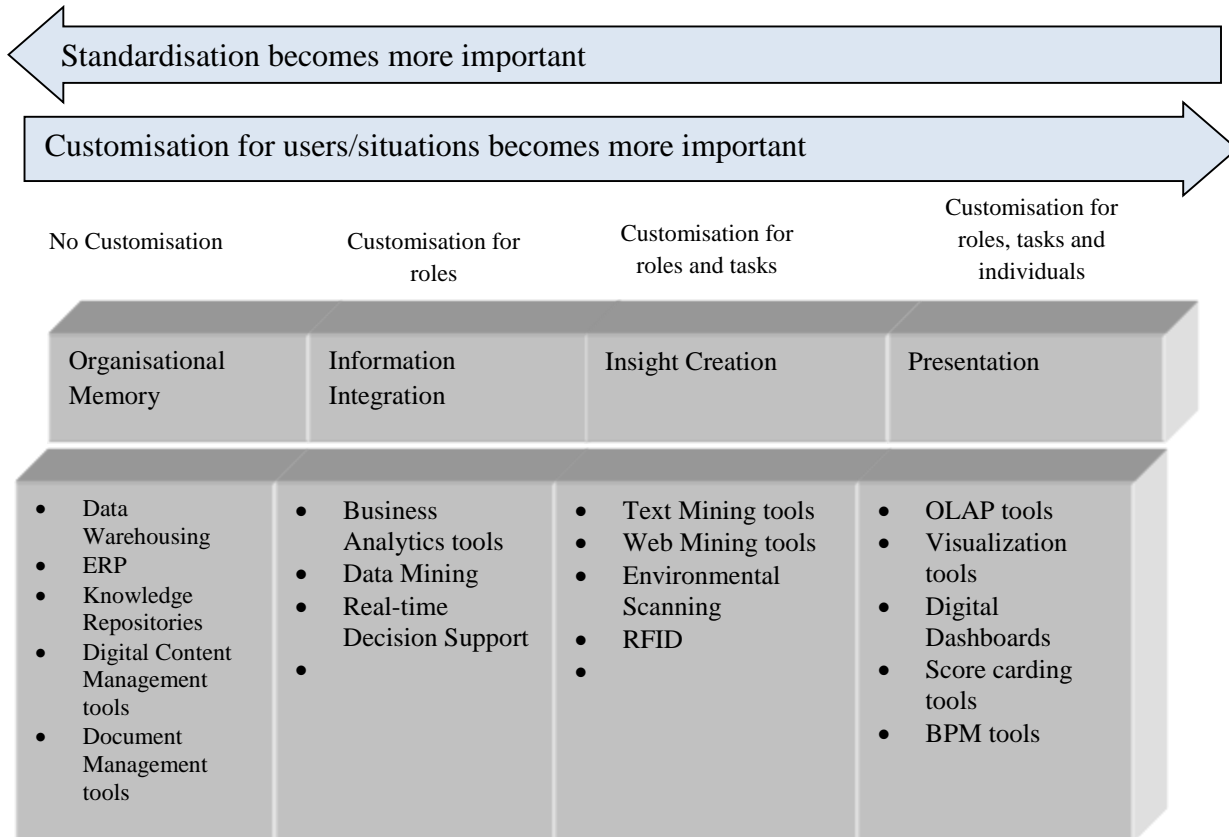 Standardisation becomes more important
Customisation for users/situations becomes more important
No Customisation
Customisation for
roles
Customisation for
roles and tasks
Customisation for
roles, tasks and
individuals
Organisational
Memory
Information
Integration
Insight Creation
Presentation
• Data
Warehousing
• ERP
• Knowledge
Repositories
• Digital Content
Management
tools
• Document
Management
tools
• Business
Analytics tools
• Data Mining
• Real-time
Decision Support
•
• Text Mining tools
• Web Mining tools
• Environmental
Scanning
• RFID
•
• OLAP tools
• Visualization
tools
• Digital
Dashboards
• Score carding
tools
• BPM tools